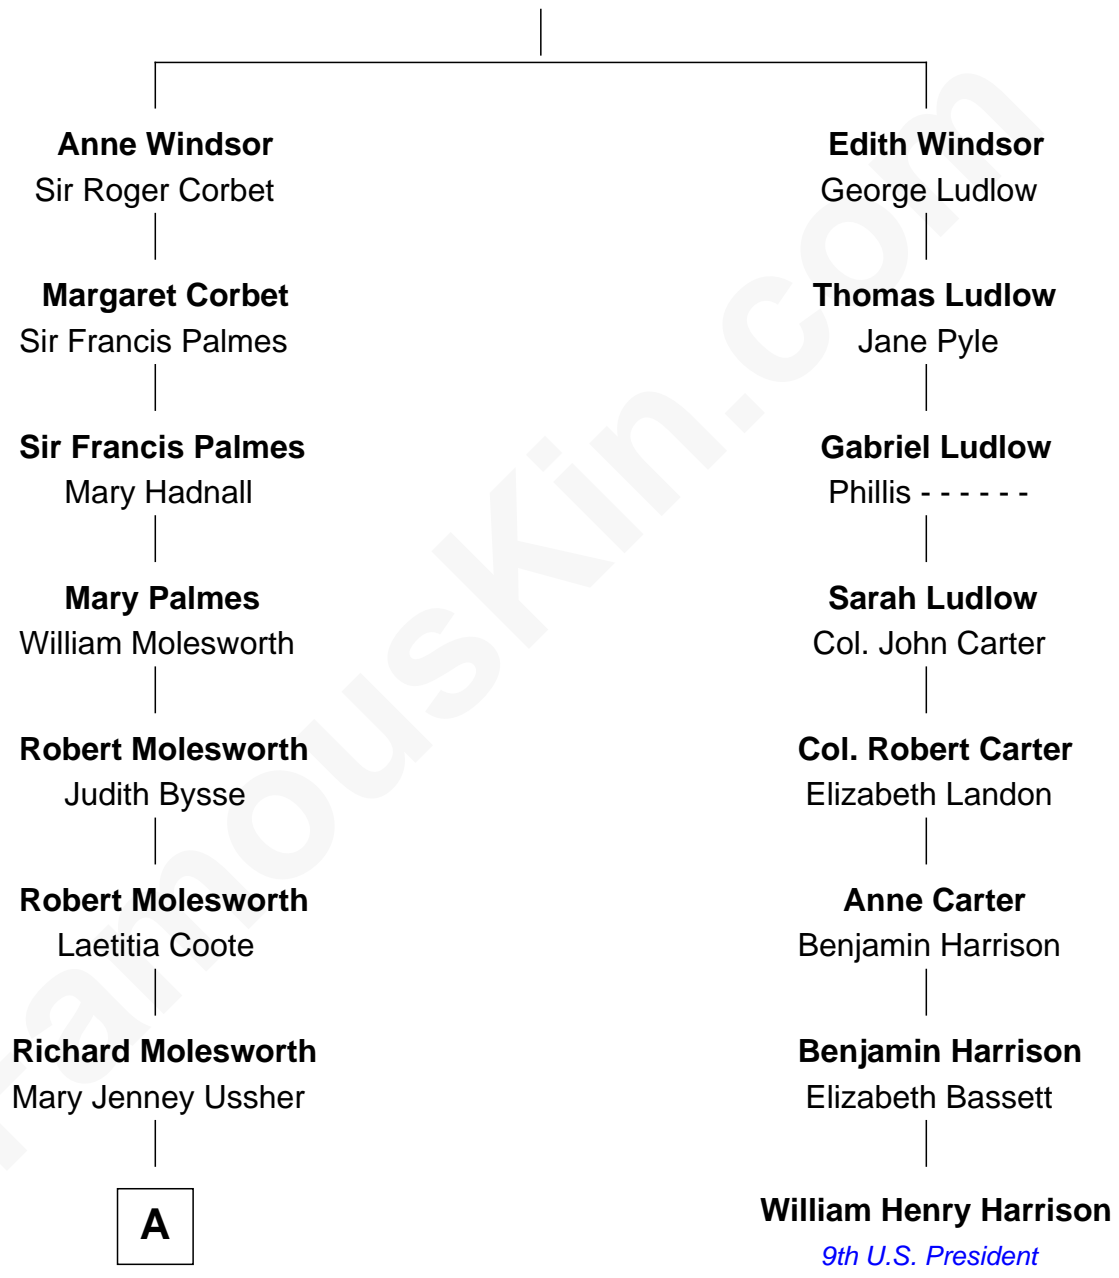 Anne Windsor
Sir Roger Corbet
Margaret Corbet
Sir Francis Palmes
Sir Francis Palmes
Mary Hadnall
Mary Palmes
William Molesworth
Robert Molesworth
Judith Bysse
Robert Molesworth
Laetitia Coote
Richard Molesworth
Mary Jenney Ussher
A
Edith Windsor
George Ludlow
Thomas Ludlow
Jane Pyle
Gabriel Ludlow
Phillis - - - - - -
Sarah Ludlow
Col. John Carter
Col. Robert Carter
Elizabeth Landon
Anne Carter
Benjamin Harrison
Benjamin Harrison
Elizabeth Bassett
William Henry Harrison
9th U.S. President
FamousKin.com